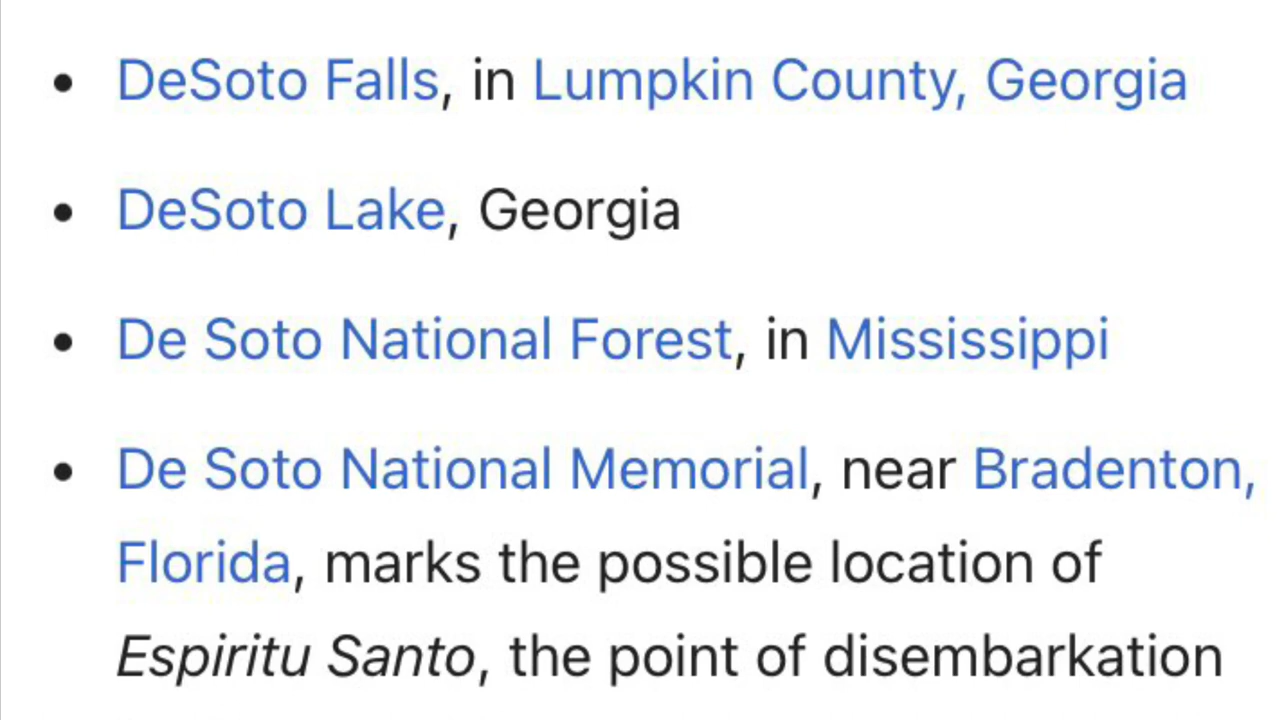 • DeSoto Falls, in Lumpkin County, Georgia
• DeSoto Lake, Georgia
• De Soto National Forest, in Mississippi
• De Soto National Memorial, near Bradenton,
Florida, marks the possible location of
Espiritu Santo, the point of disembarkation